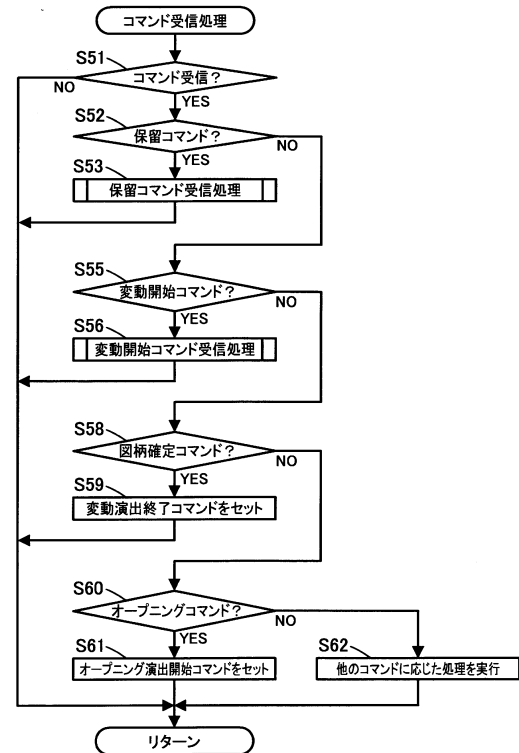 コマンド受信処理
S51
コマンド受信？
NO
YES
S52
保留コマンド？
NO
YES
S53
保留コマンド受信処理
S55
変動開始コマンド？
NO
YES
S56
変動開始コマンド受信処理
S58
図柄確定コマンド？
NO
YES
S59
変動演出終了コマンドをセット
S60
オープニングコマンド？
NO
YES
S61
オープニング演出開始コマンドをセット
S62
他のコマンドに応じた処理を実行
リターン